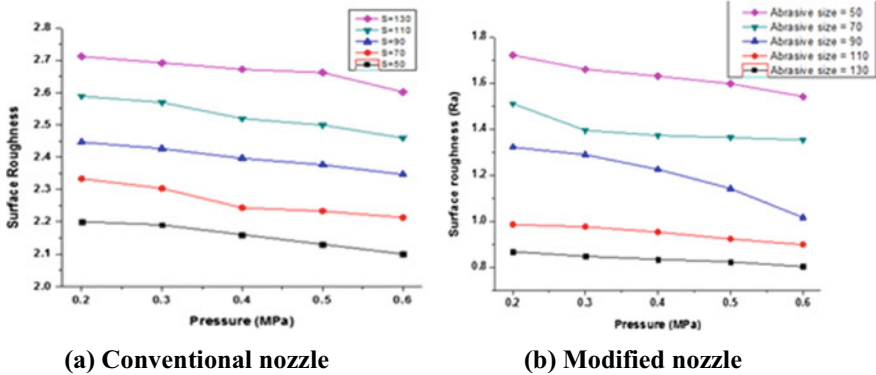 S=130
S=110
S=90
S=70
S=50
2.8
2.7
2.6
2.5
2.4
2.3
2.2
2.1
2.0
Surface Roughness
0.2 0.3 0.4 0.5 0.6
Pressure (MPa)
(a) Conventional nozzle
Abrasive size = 50
Abrasive size = 70
Abrasive size = 90
Abrasive size = 110
Abrasive size = 130
1.8
1.6
1.4
1.2
1.0
0.8
Surface roughness (Ra)
0.2 0.3 0.4 0.5 0.6
Pressure (MPa)
(b) Modified nozzle